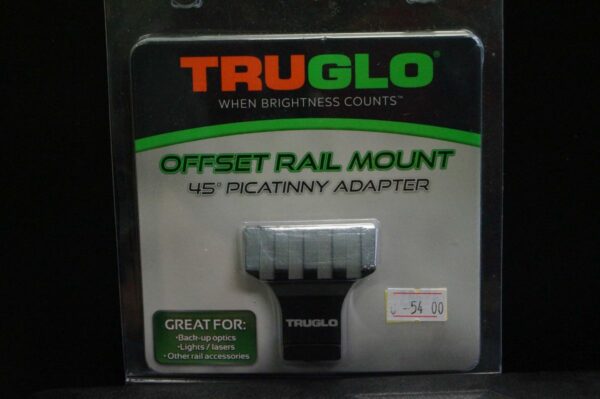 TRUGLO®
WHEN BRIGHTNESS COUNTS™
OFFSET RAIL MOUNT
45° PICATINNY ADAPTER
TRUGLO
54 00
GREAT FOR:
•Back-up optics
•Lights / lasers
•Other rail accessories